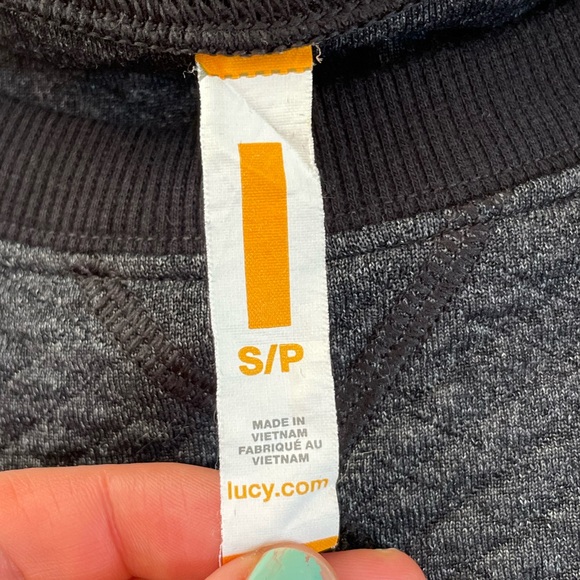 S/P
MADE IN
VIETNAM
FABRIQUÉ AU
VIETNAM
lucy.com